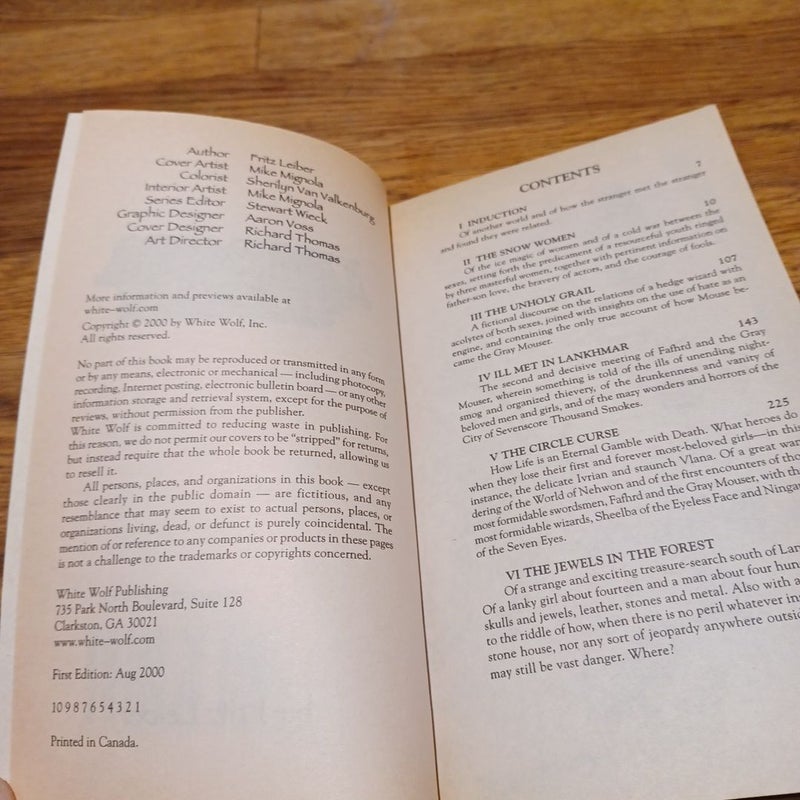 Author Fritz Leiber
Cover Artist Mike Mignola
Colorist Sherilyn Van Valkenburg
Interior Artist Mike Mignola
Series Editor Stewart Wieck
Graphic Designer Aaron Voss
Cover Designer Richard Thomas
Art Director Richard Thomas
More information and previews available at
white-wolf.com
Copyright © 2000 by White Wolf, Inc.
All rights reserved.
No part of this book may be reproduced or transmitted in any form
or by any means, electronic or mechanical — including photocopy,
recording, Internet posting, electronic bulletin board — or any other
information storage and retrieval system, except for the purpose of
reviews, without permission from the publisher.
White Wolf is committed to reducing waste in publishing. For
this reason, we do not permit our covers to be "stripped" for returns,
but instead require that the whole book be returned, allowing us
to resell it.
All persons, places, and organizations in this book — except
those clearly in the public domain — are fictitious, and any
resemblance that may seem to exist to actual persons, places, or
organizations living, dead, or defunct is purely coincidental. The
mention of or reference to any companies or products in these pages
is not a challenge to the trademarks or copyrights concerned.
White Wolf Publishing
735 Park North Boulevard, Suite 128
Clarkston, GA 30021
www.white-wolf.com
First Edition: Aug 2000
10 9 8 7 6 5 4 3 2 1
Printed in Canada.
CONTENTS
I INDUCTION 7
Of another world and of how the stranger met the stranger
and found they were related.
II THE SNOW WOMEN 10
Of the ice magic of women and of a cold war between the
sexes, setting forth the predicament of a resourceful youth ringed
by three masterful women, together with pertinent information on
father-son love, the bravery of actors, and the courage of fools.
III THE UNHOLY GRAIL 107
A fictional discourse on the relations of a hedge wizard with
acolytes of both sexes, joined with insights on the use of hate as an
engine, and containing the only true account of how Mouse be-
came the Gray Mouser.
IV ILL MET IN LANKHMAR 143
The second and decisive meeting of Fafhrd and the Gray
Mouser, wherein something is told of the ills of unending night-
smog and organized thievery, of the drunkenness and vanity of
beloved men and girls, and of the mazy wonders and horrors of the
City of Sevenscore Thousand Smokes.
V THE CIRCLE CURSE 225
How Life is an Eternal Gamble with Death. What heroes do
when they lose their first and forever most-beloved girls—in this
instance, the delicate Ivrian and staunch Vlana. Of a great wan
dering of the World of Nehwon and of the first encounters of tho
most formidable swordsmen, Fafhrd and the Gray Mouser, with the
most formidable wizards, Sheelba of the Eyeless Face and Ningau
of the Seven Eyes.
VI THE JEWELS IN THE FOREST
Of a strange and exciting treasure-search south of Lan
Of a lanky girl about fourteen and a man about four hun
skulls and jewels, leather, stones and metal. Also with a
to the riddle of how, when there is no peril whatever in
stone house, nor any sort of jeopardy anywhere outsi
may still be vast danger. Where?